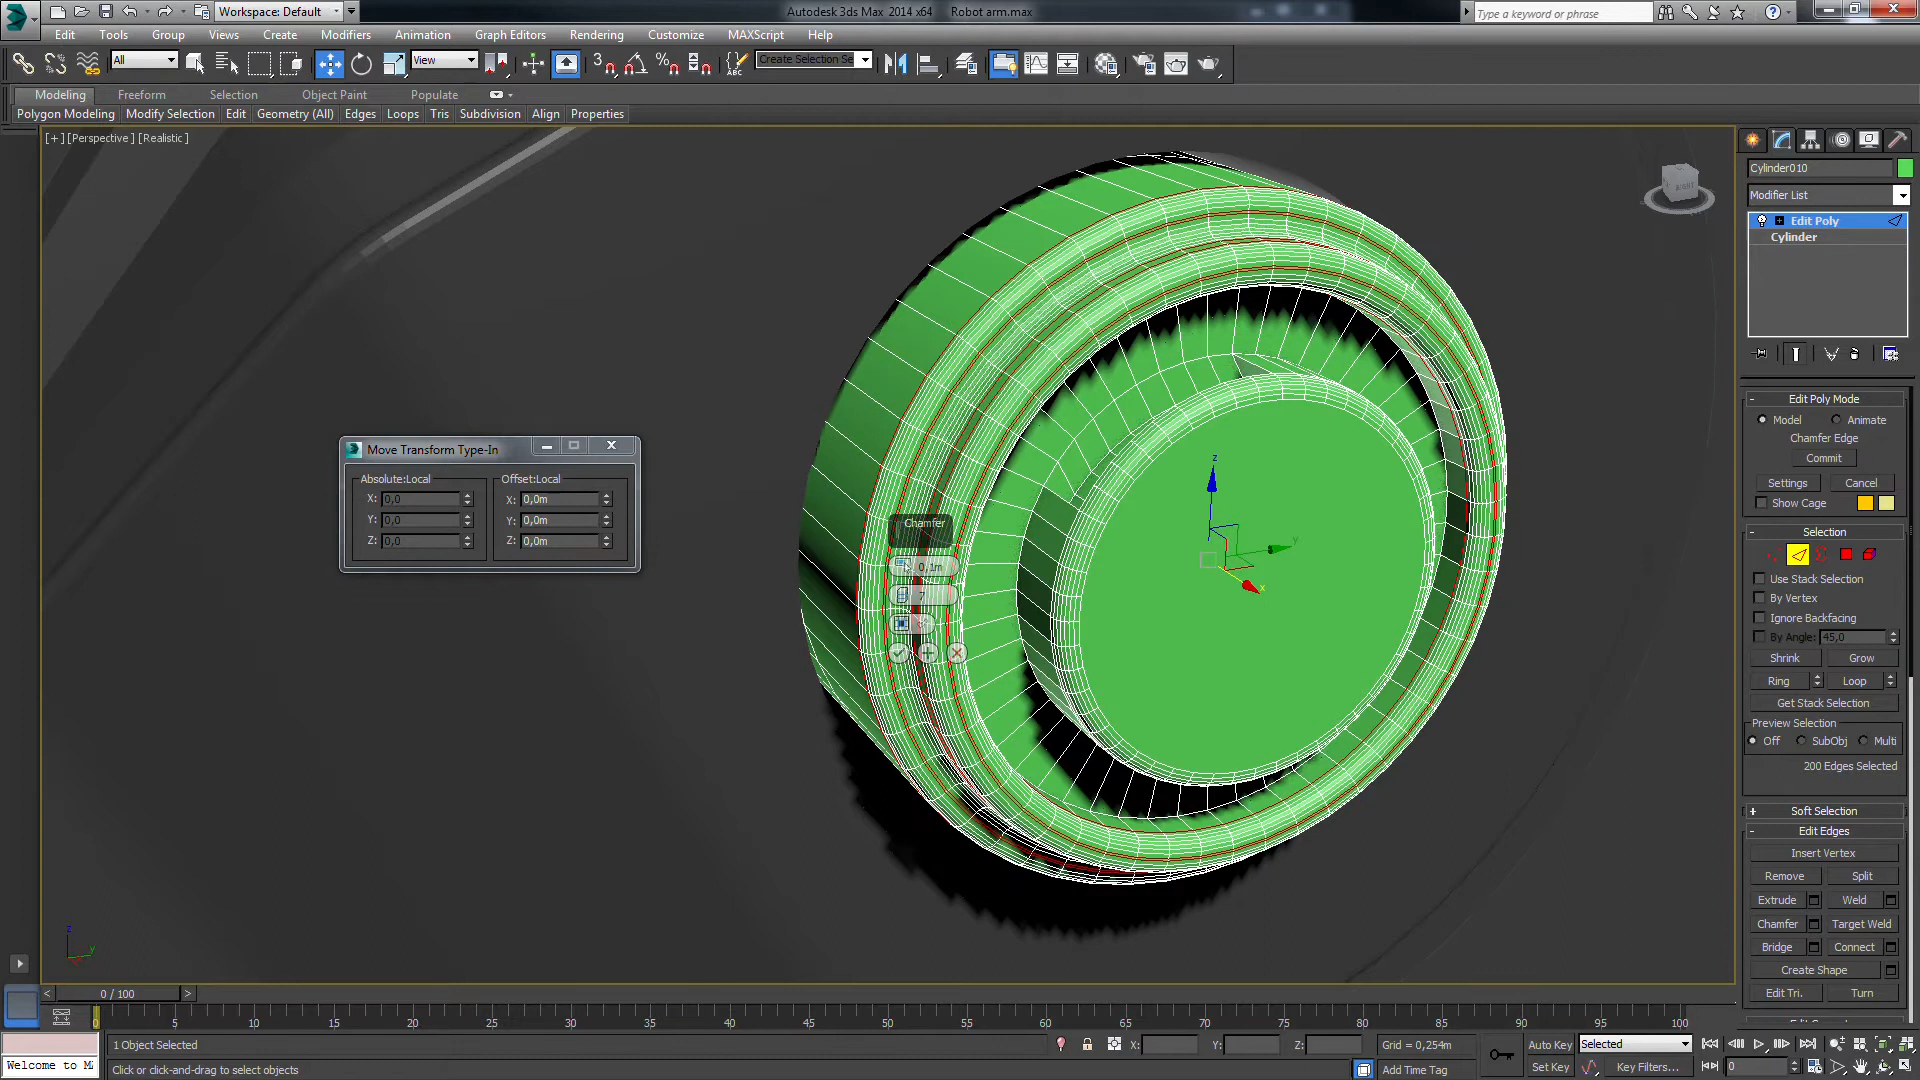 Workspace: Default
Autodesk 3ds Max 2014 x64 Robot arm.max
Type a keyword or phrase
Edit Tools Group Views Create Modifiers Animation Graph Editors Rendering Customize MAXScript Help
All
View
Create Selection Se
Modeling Freeform Selection Object Paint Populate
Polygon Modeling Modify Selection Edit Geometry (All) Edges Loops Tris Subdivision Align Properties
[+] [Perspective] [Realistic]
Cylinder010
Modifier List
Edit Poly
Cylinder
Edit Poly Mode
Model Animate
Chamfer Edge
Commit
Settings Cancel
Show Cage
Selection
Use Stack Selection
By Vertex
Ignore Backfacing
By Angle: 45,0
Shrink Grow
Ring Loop
Get Stack Selection
Preview Selection
Off SubObj Multi
200 Edges Selected
Soft Selection
Edit Edges
Insert Vertex
Remove Split
Extrude Weld
Chamfer Target Weld
Bridge Connect
Create Shape
Edit Tri. Turn
Move Transform Type-In
Absolute:Local Offset:Local
X: 0,0 X: 0,0m
Y: 0,0 Y: 0,0m
Z: 0,0 Z: 0,0m
Chamfer
0,1m
7
z
y
x
z
y
RIGHT
< 0 / 100 >
0 5 10 15 20 25 30 35 40 45 50 55 60 65 70 75 80 85 90 95 100
1 Object Selected X: Y: Z: Grid = 0,254m Auto Key Selected
Welcome to M Click or click-and-drag to select objects Add Time Tag Set Key Key Filters... 0